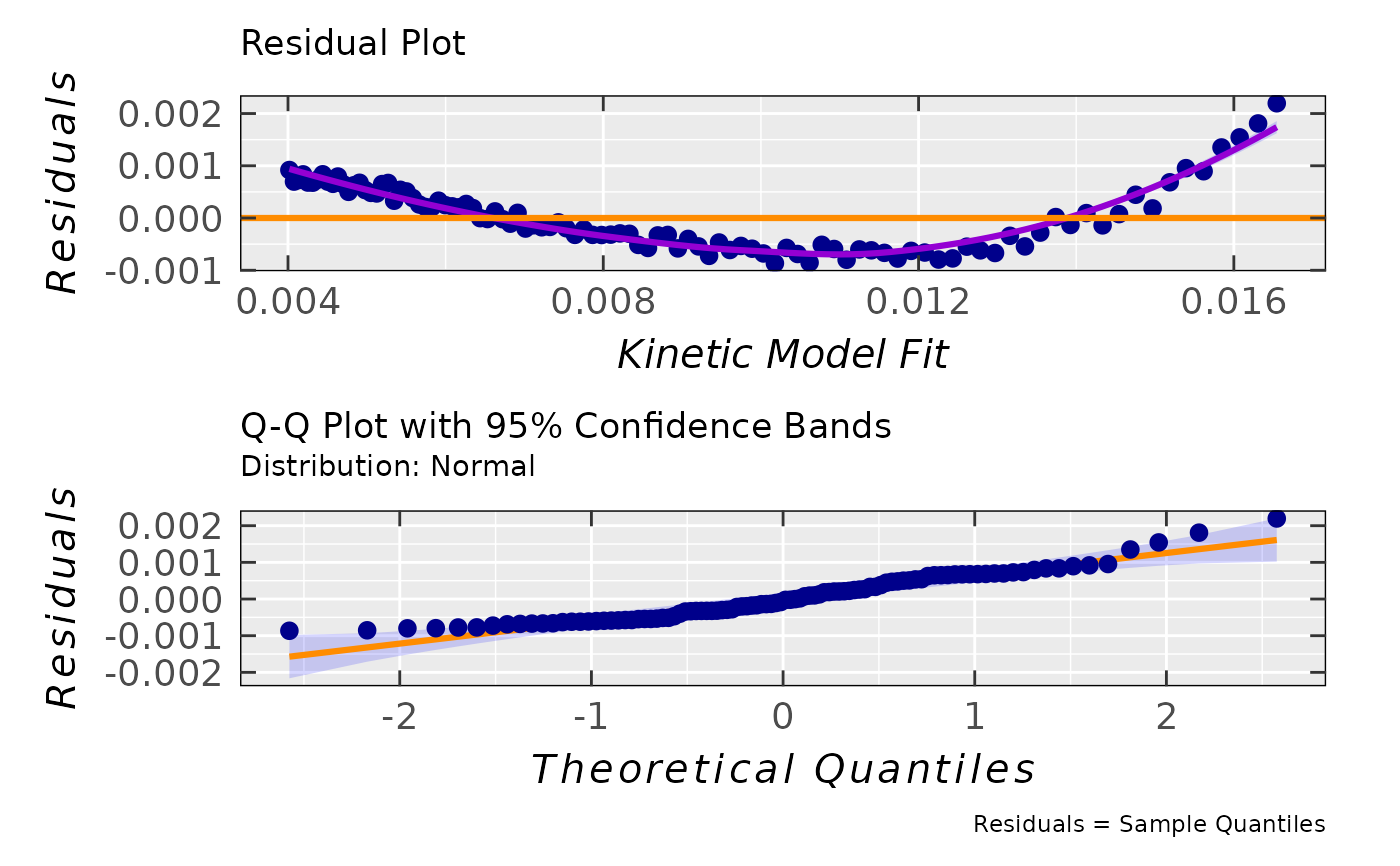 Residual Plot
Residuals
0.002
0.001
0.000
-0.001
0.004 0.008 0.012 0.016
Kinetic Model Fit
Q-Q Plot with 95% Confidence Bands
Distribution: Normal
Residuals
0.002
0.001
0.000
-0.001
-0.002
-2 -1 0 1 2
Theoretical Quantiles
Residuals = Sample Quantiles